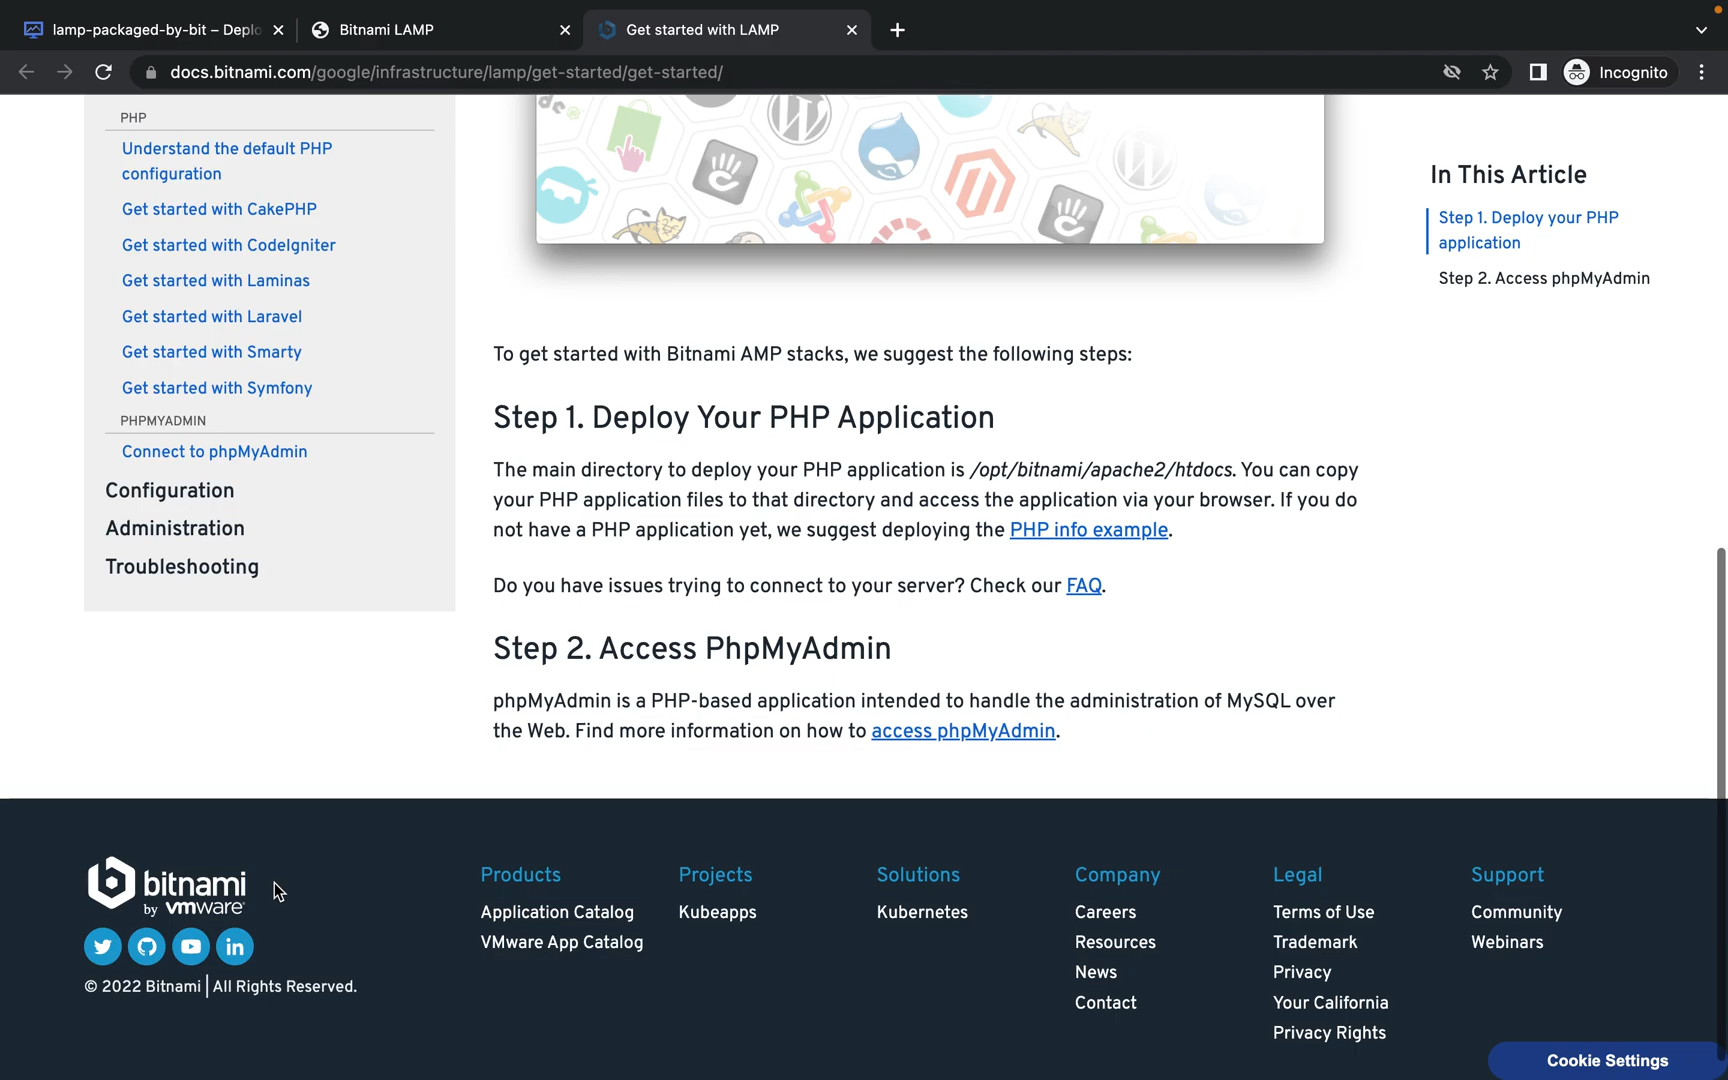 lamp-packaged-by-bit – Deplo
Bitnami LAMP
Get started with LAMP
docs.bitnami.com/google/infrastructure/lamp/get-started/get-started/
Incognito
PHP
Understand the default PHP
configuration
Get started with CakePHP
Get started with CodeIgniter
Get started with Laminas
Get started with Laravel
Get started with Smarty
Get started with Symfony
PHPMYADMIN
Connect to phpMyAdmin
Configuration
Administration
Troubleshooting
To get started with Bitnami AMP stacks, we suggest the following steps:
Step 1. Deploy Your PHP Application
The main directory to deploy your PHP application is /opt/bitnami/apache2/htdocs. You can copy
your PHP application files to that directory and access the application via your browser. If you do
not have a PHP application yet, we suggest deploying the PHP info example.
Do you have issues trying to connect to your server? Check our FAQ.
Step 2. Access PhpMyAdmin
phpMyAdmin is a PHP-based application intended to handle the administration of MySQL over
the Web. Find more information on how to access phpMyAdmin.
In This Article
Step 1. Deploy your PHP
application
Step 2. Access phpMyAdmin
bitnami
by vmware
© 2022 Bitnami | All Rights Reserved.
Products
Application Catalog
VMware App Catalog
Projects
Kubeapps
Solutions
Kubernetes
Company
Careers
Resources
News
Contact
Legal
Terms of Use
Trademark
Privacy
Your California
Privacy Rights
Support
Community
Webinars
Cookie Settings